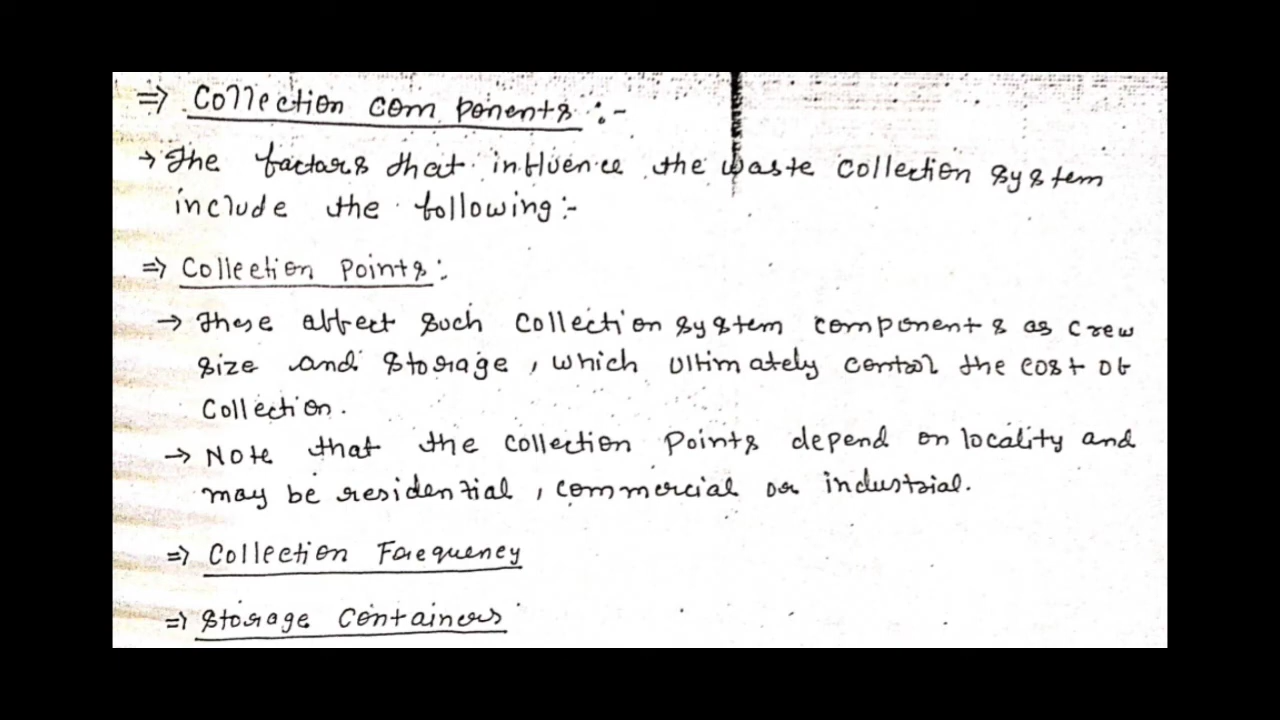 ⇒ Collection components :-
→ The factors that influence the waste collection system
include the following :-
⇒ Collection Points :
→ These affect such collection system components as crew
size and storage, which ultimately control the cost of
collection.
→ Note that the collection points depend on locality and
may be residential, commercial or industrial.
⇒ Collection Frequency
⇒ Storage Containers